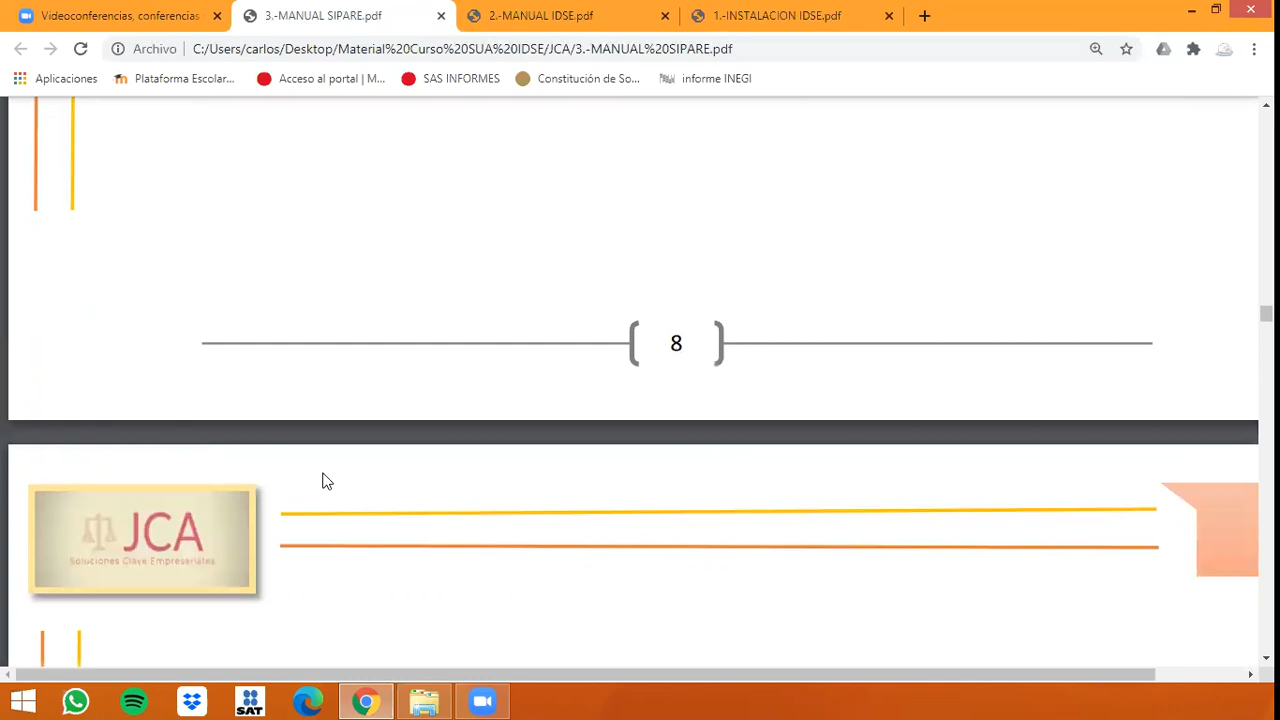 Videoconferencias, conferencias
3.-MANUAL SIPARE.pdf
2.-MANUAL IDSE.pdf
1.-INSTALACION IDSE.pdf
Archivo
C:/Users/carlos/Desktop/Material%20Curso%20SUA%20IDSE/JCA/3.-MANUAL%20SIPARE.pdf
Aplicaciones
Plataforma Escolar...
Acceso al portal | M...
SAS INFORMES
Constitución de So...
informe INEGI
8
JCA
Soluciones Clave Empresariales
SAT